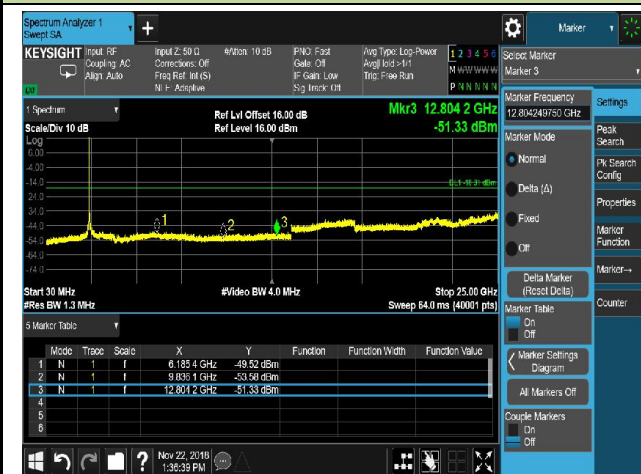 Spectrum Analyzer 1
Swept SA
+
Marker
KEYSIGHT
Input: RF
Coupling: AC
Align: Auto
Input Z: 50 Ω
Corrections: Off
Freq Ref: Int (S)
NFE: Adaptive
#Atten: 10 dB
PNO: Fast
Gate: Off
IF Gain: Low
Sig Track: Off
Avg Type: Log-Power
Avg|Hold:>1/1
Trig: Free Run
1 2 3 4 5 6
M W W W W W
P N N N N N
Select Marker
Marker 3
1 Spectrum
Scale/Div 10 dB
Log
Ref Lvl Offset 16.00 dB
Ref Level 16.00 dBm
Mkr3 12.804 2 GHz
-51.33 dBm
6.00
-4.00
-14.0
-24.0
-34.0
-44.0
-54.0
-64.0
-74.0
1
2
3
Start 30 MHz
#Res BW 1.3 MHz
#Video BW 4.0 MHz
Stop 25.00 GHz
Sweep 64.0 ms (40001 pts)
5 Marker Table
Mode Trace Scale X Y Function Function Width Function Value
1 N 1 f 6.185 4 GHz -49.52 dBm
2 N 1 f 9.836 1 GHz -53.58 dBm
3 N 1 f 12.804 2 GHz -51.33 dBm
4
5
6
Marker Frequency
12.804249750 GHz
Marker Mode
Normal
Delta (Δ)
Fixed
Off
Delta Marker
(Reset Delta)
Marker Table
On
Off
Marker Settings
Diagram
All Markers Off
Couple Markers
On
Off
Settings
Peak
Search
Pk Search
Config
Properties
Marker
Function
Marker→
Counter
?
Nov 22, 2018
1:36:39 PM